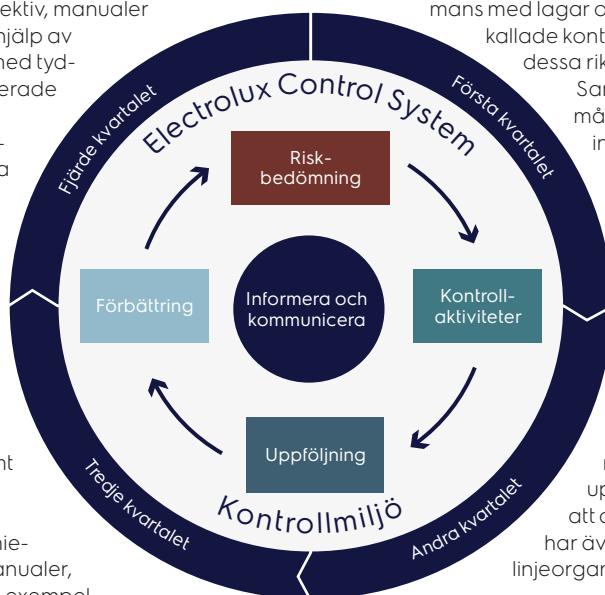 ektiv, manualer
hjälp av
med tyd-
erade
mans med lagar o
kallade kont
dessa rik
Sar
må
in
Electrolux Control System
Fjärde kvartalet
Första kvartalet
Risk-
bedömning
Förbättring
Informera och
kommunicera
Kontroll-
aktiviteter
Uppföljning
Kontrollmiljö
Tredje kvartalet
Andra kvartalet
nt
nie-
anualer,
exempel
up
att
har äv
linjeorgan